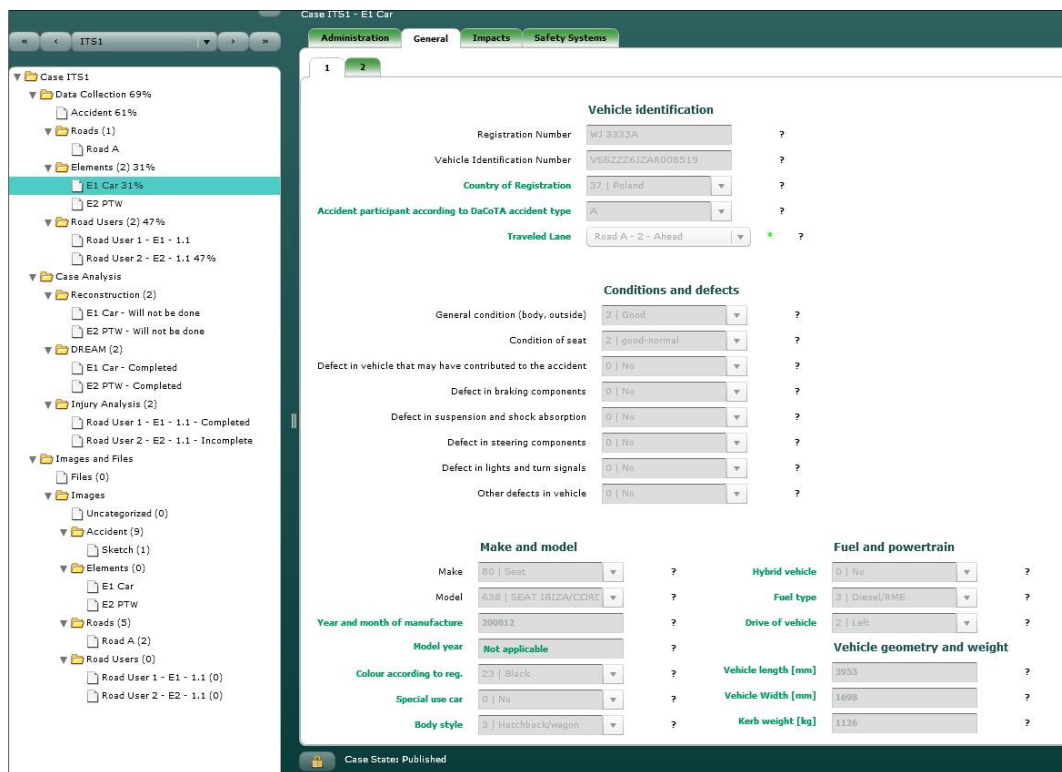 Case ITS1 - E1 Car
« ‹ ITS1 › »
Administration General Impacts Safety Systems
1 2
Case ITS1
Data Collection 69%
Accident 61%
Roads (1)
Road A
Elements (2) 31%
E1 Car 31%
E2 PTW
Road Users (2) 47%
Road User 1 - E1 - 1.1
Road User 2 - E2 - 1.1 47%
Case Analysis
Reconstruction (2)
E1 Car - Will not be done
E2 PTW - Will not be done
DREAM (2)
E1 Car - Completed
E2 PTW - Completed
Injury Analysis (2)
Road User 1 - E1 - 1.1 - Completed
Road User 2 - E2 - 1.1 - Incomplete
Images and Files
Files (0)
Images
Uncategorized (0)
Accident (9)
Sketch (1)
Elements (0)
E1 Car
E2 PTW
Roads (5)
Road A (2)
Road Users (0)
Road User 1 - E1 - 1.1 (0)
Road User 2 - E2 - 1.1 (0)
Vehicle identification
Registration Number WJ 3333A ?
Vehicle Identification Number VSSZZZ6JZAR008519 ?
Country of Registration 37 | Poland ?
Accident participant according to DaCoTA accident type A ?
Traveled Lane Road A - 2 - Ahead * ?
Conditions and defects
General condition (body, outside) 3 | Good ?
Condition of seat 2 | good-normal ?
Defect in vehicle that may have contributed to the accident 0 | No ?
Defect in braking components 0 | No ?
Defect in suspension and shock absorption 0 | No ?
Defect in steering components 0 | No ?
Defect in lights and turn signals 0 | No ?
Other defects in vehicle 0 | No ?
Make and model
Make 80 | Seat ?
Model 638 | SEAT IBIZA/CORD ?
Year and month of manufacture 200812 ?
Model year Not applicable ?
Colour according to reg. 23 | Black ?
Special use car 0 | No ?
Body style 3 | Hatchback/wagon ?
Fuel and powertrain
Hybrid vehicle 0 | No ?
Fuel type 3 | Diesel/RME ?
Drive of vehicle 2 | Left ?
Vehicle geometry and weight
Vehicle length [mm] 3953 ?
Vehicle Width [mm] 1698 ?
Kerb weight [kg] 1126 ?
Case State: Published